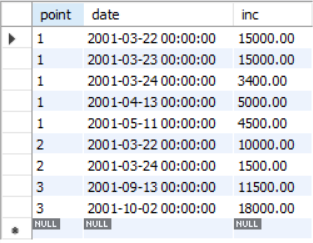 point date inc
1 2001-03-22 00:00:00 15000.00
1 2001-03-23 00:00:00 15000.00
1 2001-03-24 00:00:00 3400.00
1 2001-04-13 00:00:00 5000.00
1 2001-05-11 00:00:00 4500.00
2 2001-03-22 00:00:00 10000.00
2 2001-03-24 00:00:00 1500.00
3 2001-09-13 00:00:00 11500.00
3 2001-10-02 00:00:00 18000.00
NULL NULL NULL